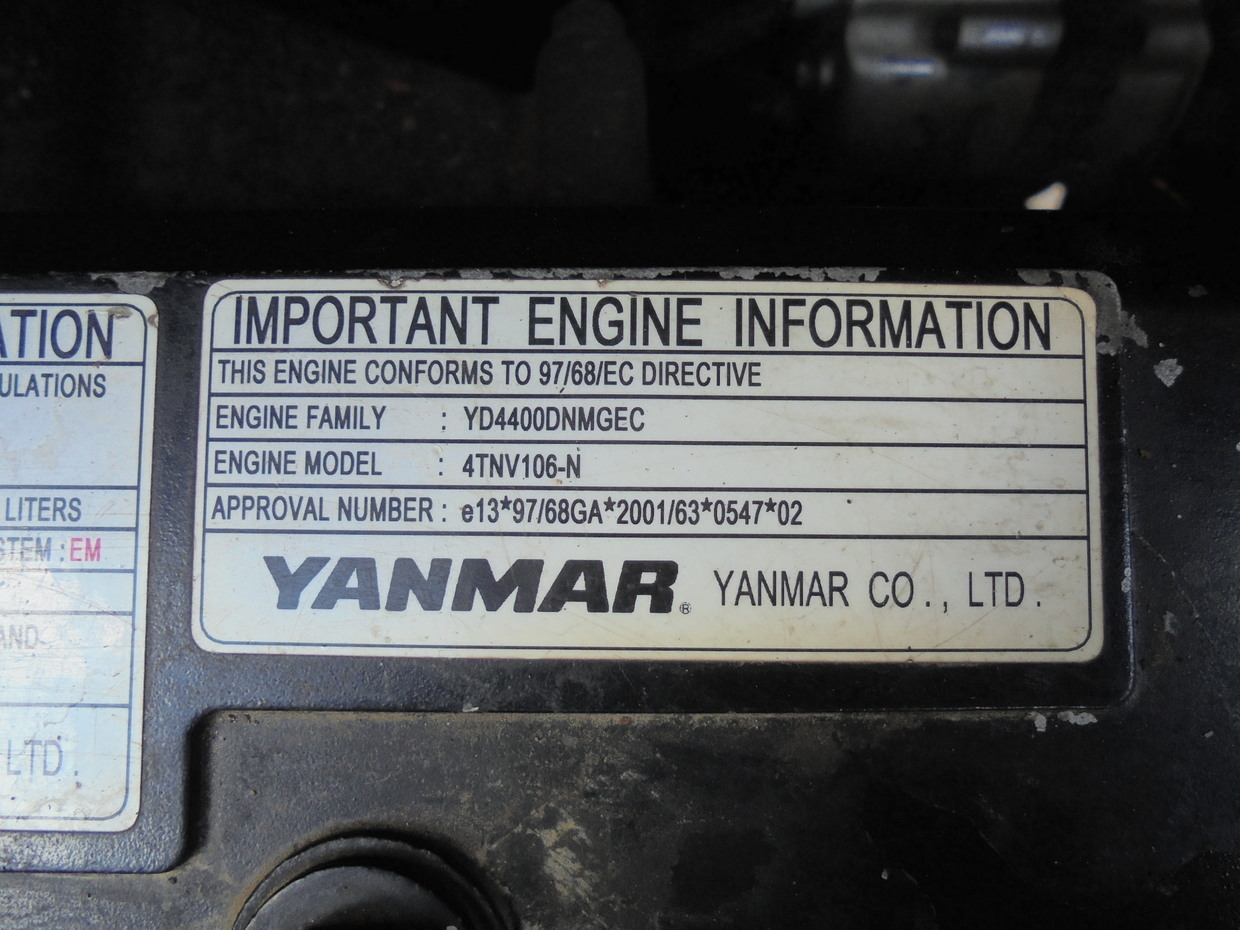 IMPORTANT ENGINE INFORMATION
THIS ENGINE CONFORMS TO 97/68/EC DIRECTIVE
ENGINE FAMILY : YD4400DNMGEC
ENGINE MODEL : 4TNV106-N
APPROVAL NUMBER : e13*97/68GA*2001/63*0547*02
YANMAR® YANMAR CO., LTD.
ATION
ULATIONS
LITERS
STEM : EM
AND
LTD.